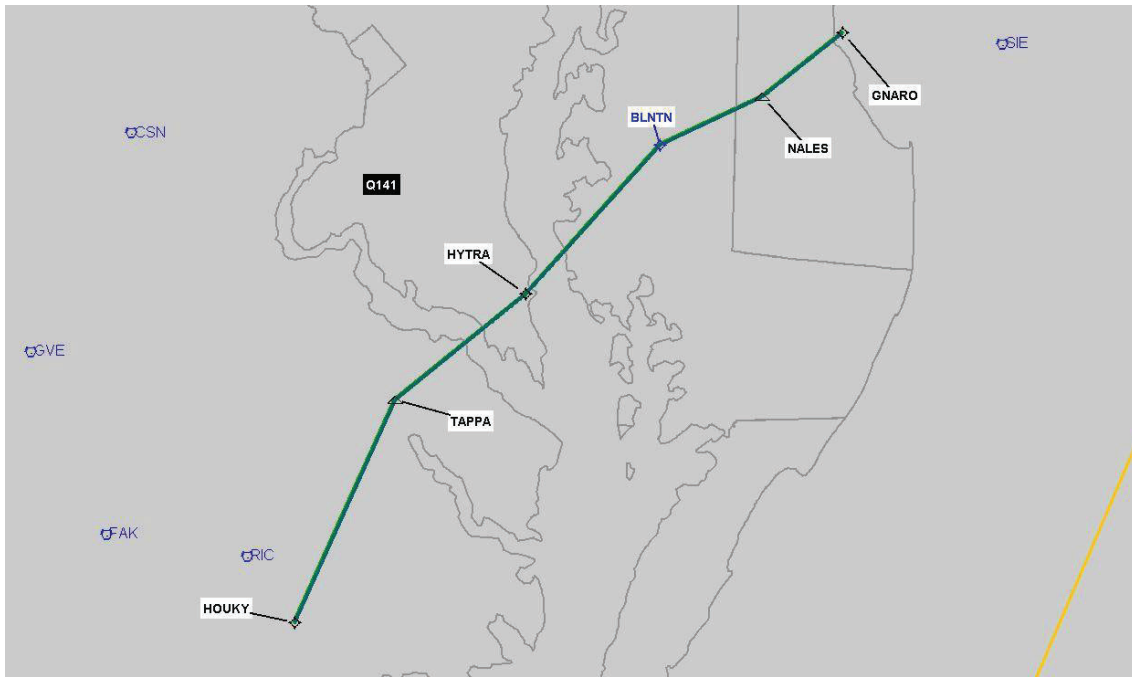 SIE
GNARO
BLNTN
CSN
NALES
Q141
HYTRA
GVE
TAPPA
FAK
RIC
HOUKY